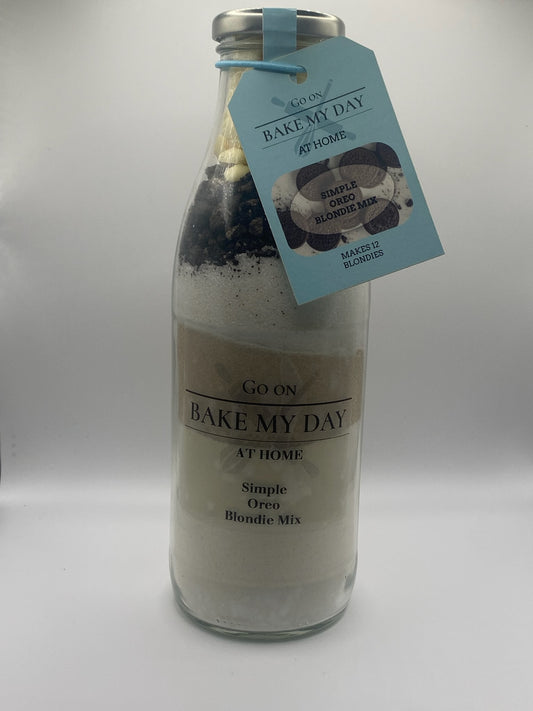 GO ON
BAKE MY DAY
AT HOME
SIMPLE
OREO
BLONDIE MIX
MAKES 12
BLONDIES
GO ON
BAKE MY DAY
AT HOME
Simple
Oreo
Blondie Mix